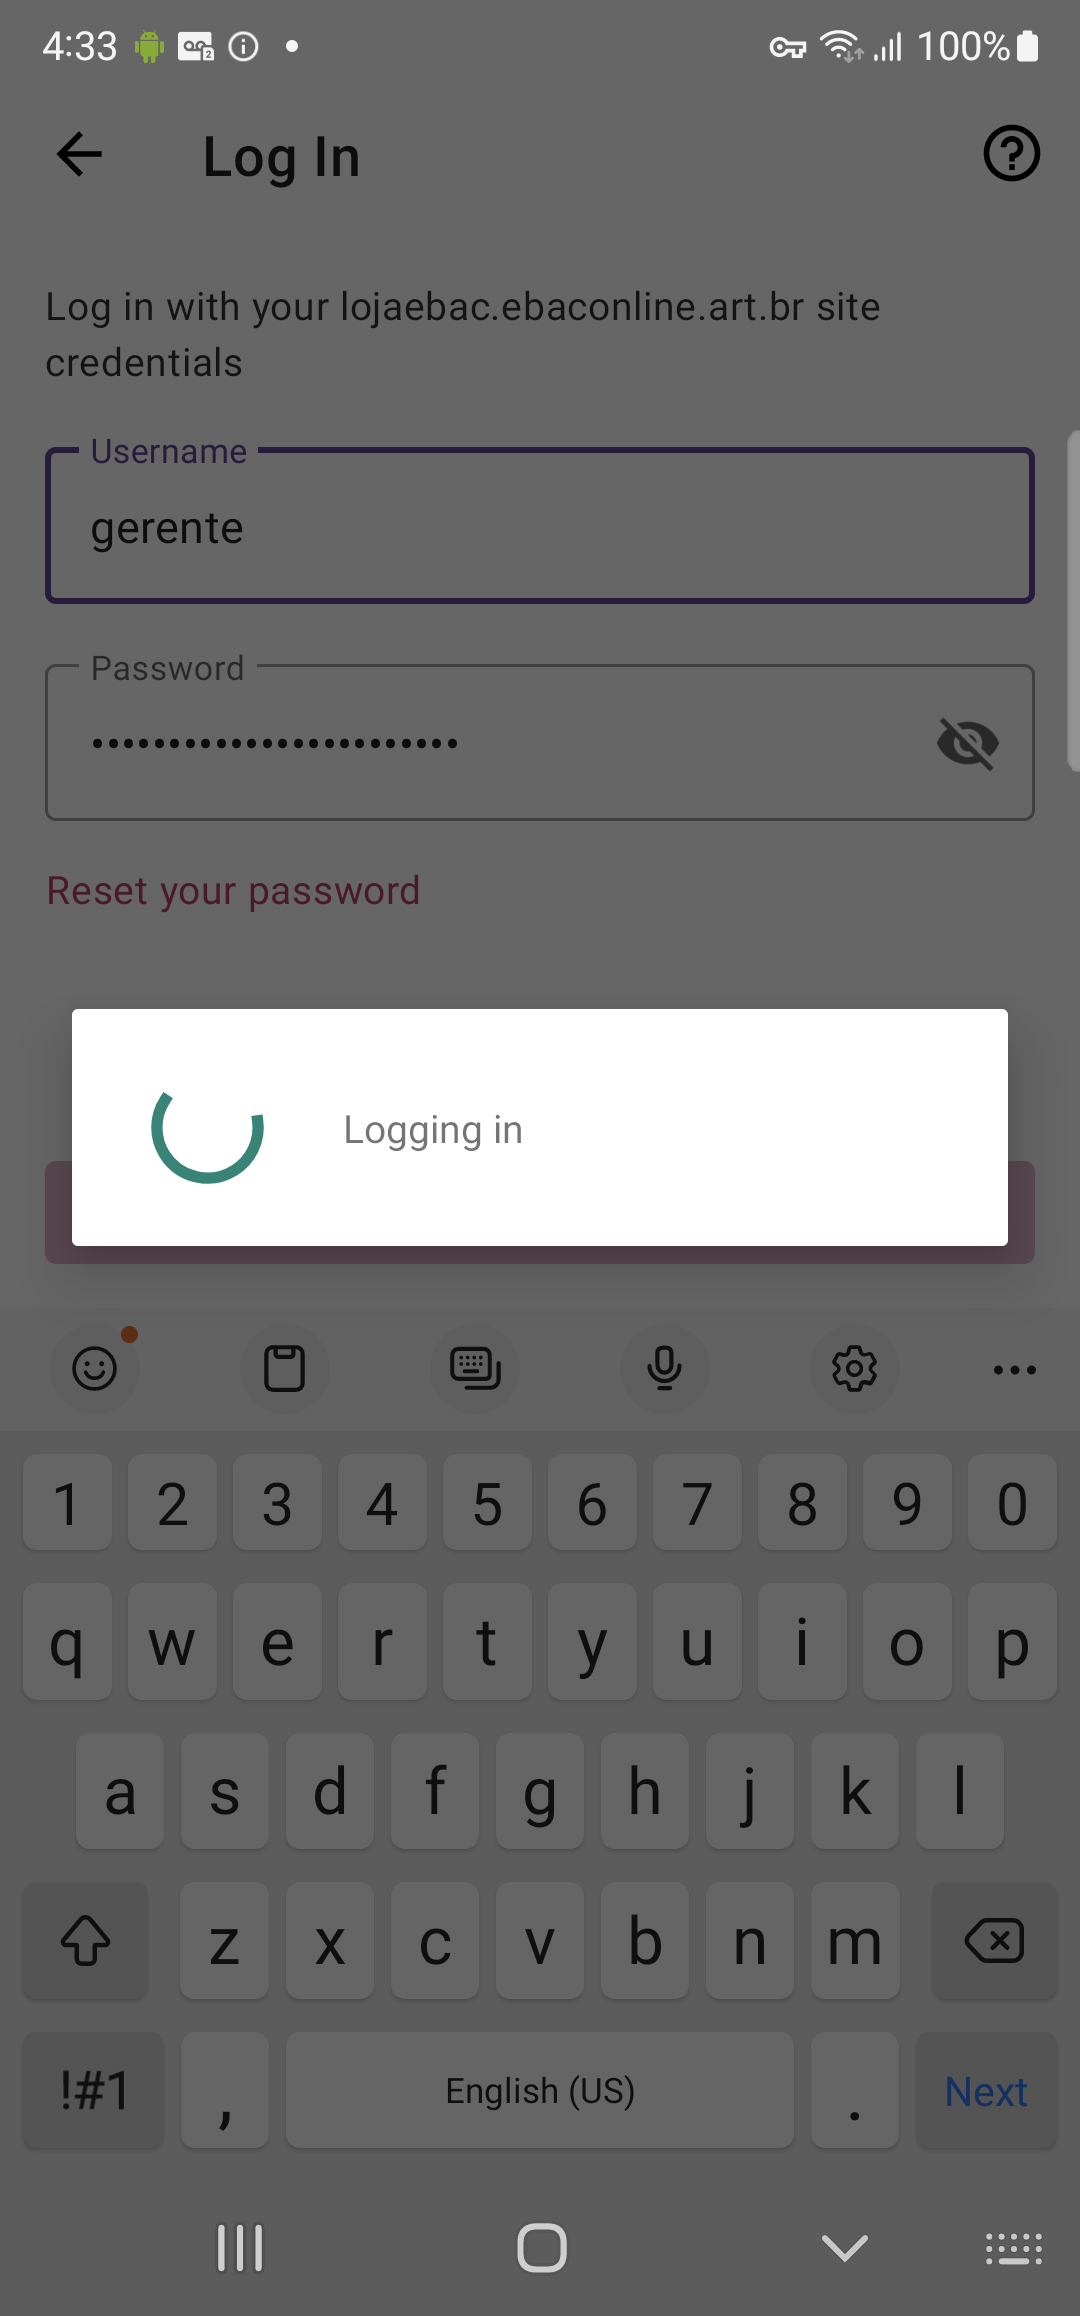 4:33
100%
Log In
Log in with your lojaebac.ebaconline.art.br site
credentials
Username
gerente
Password
••••••••••••••••••••••••
Reset your password
Logging in
1 2 3 4 5 6 7 8 9 0
q w e r t y u i o p
a s d f g h j k l
z x c v b n m
!#1 , English (US) . Next